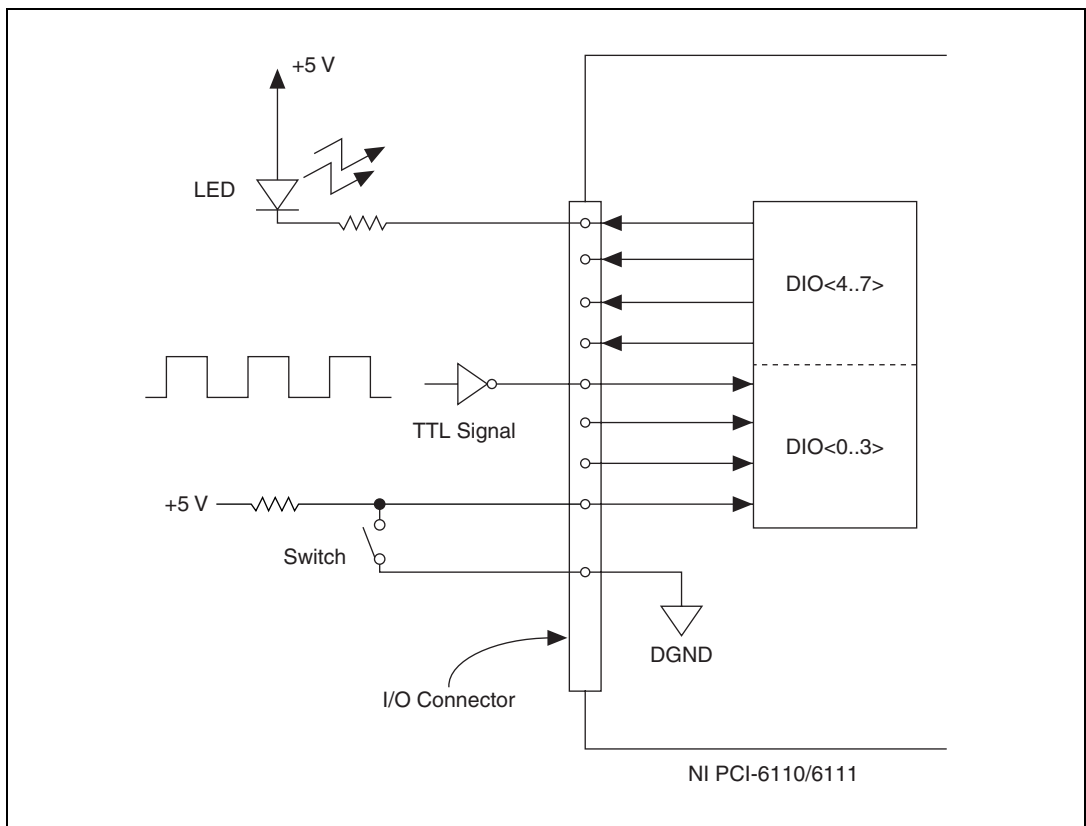 +5 V
LED
DIO<4..7>
TTL Signal
DIO<0..3>
+5 V
Switch
DGND
I/O Connector
NI PCI-6110/6111